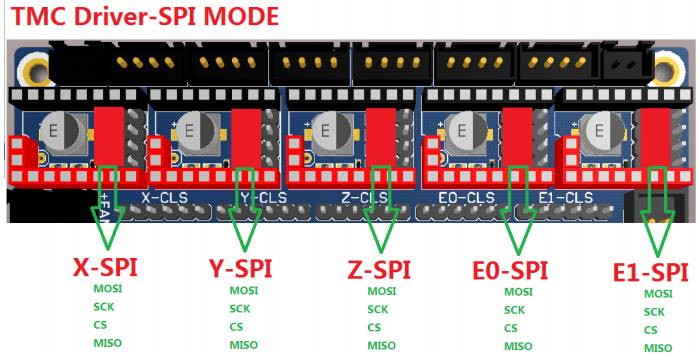 TMC Driver-SPI MODE
E E E E E
+FAN X-CLS Y-CLS Z-CLS E0-CLS E1-CLS
X-SPI Y-SPI Z-SPI E0-SPI E1-SPI
MOSI MOSI MOSI MOSI MOSI
SCK SCK SCK SCK SCK
CS CS CS CS CS
MISO MISO MISO MISO MISO